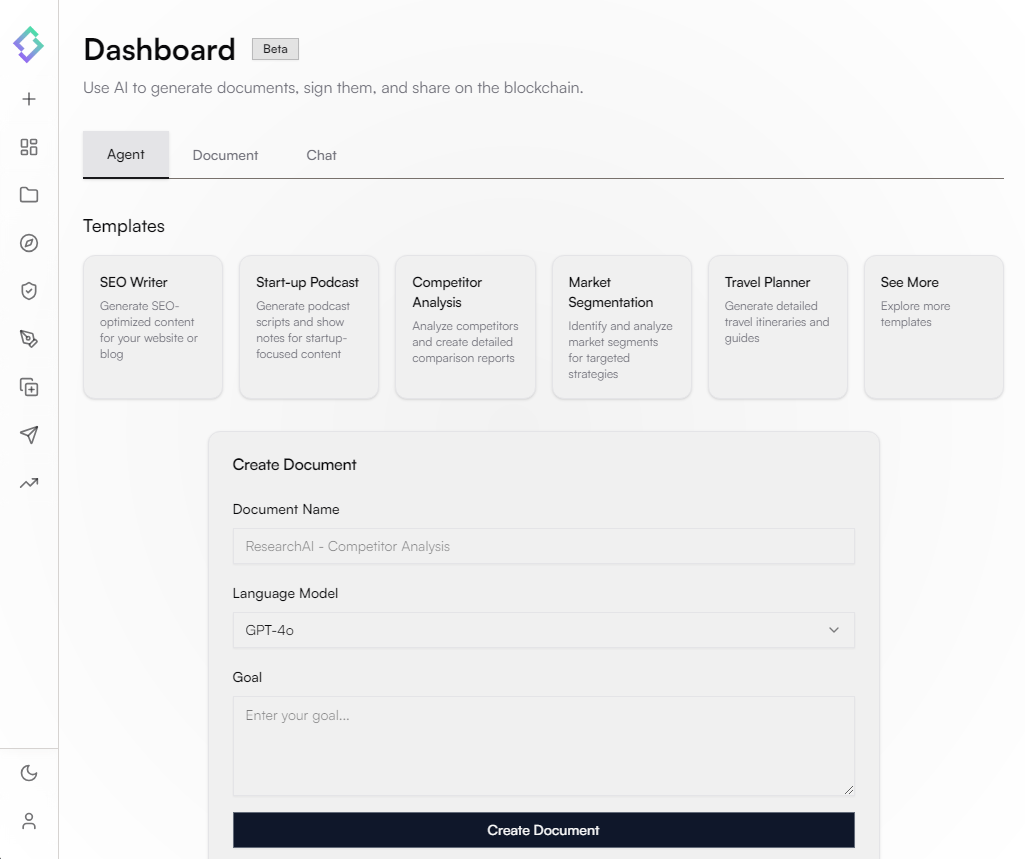 Dashboard Beta
Use AI to generate documents, sign them, and share on the blockchain.
Agent Document Chat
Templates
SEO Writer
Generate SEO-
optimized content
for your website or
blog
Start-up Podcast
Generate podcast
scripts and show
notes for startup-
focused content
Competitor
Analysis
Analyze competitors
and create detailed
comparison reports
Market
Segmentation
Identify and analyze
market segments
for targeted
strategies
Travel Planner
Generate detailed
travel itineraries and
guides
See More
Explore more
templates
Create Document
Document Name
ResearchAI - Competitor Analysis
Language Model
GPT-4o
Goal
Enter your goal...
Create Document